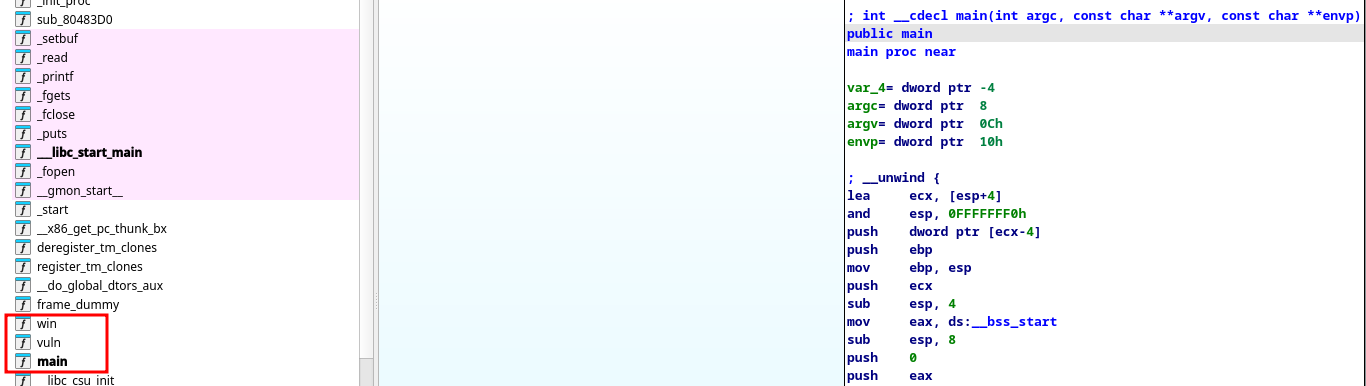 _init_proc
sub_80483D0
_setbuf
_read
_printf
_fgets
_fclose
_puts
___libc_start_main
_fopen
__gmon_start__
_start
__x86_get_pc_thunk_bx
deregister_tm_clones
register_tm_clones
__do_global_dtors_aux
frame_dummy
win
vuln
main
__libc_csu_init
; int __cdecl main(int argc, const char **argv, const char **envp)
public main
main proc near
var_4= dword ptr -4
argc= dword ptr  8
argv= dword ptr  0Ch
envp= dword ptr  10h
; __unwind {
lea     ecx, [esp+4]
and     esp, 0FFFFFFF0h
push    dword ptr [ecx-4]
push    ebp
mov     ebp, esp
push    ecx
sub     esp, 4
mov     eax, ds:__bss_start
sub     esp, 8
push    0
push    eax